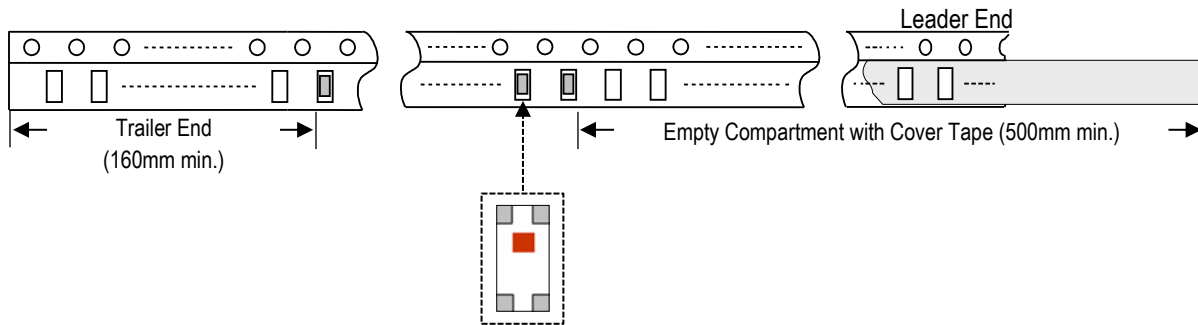 Leader End
Trailer End
(160mm min.)
Empty Compartment with Cover Tape (500mm min.)